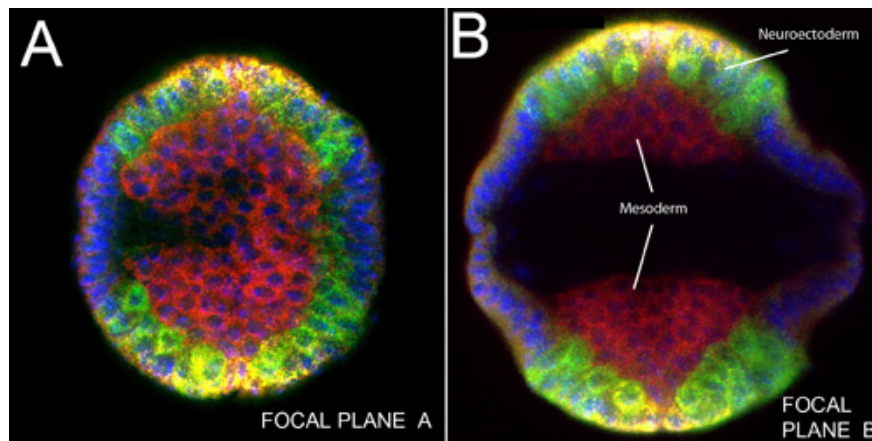 A
FOCAL PLANE A
B
Neuroectoderm
Mesoderm
FOCAL
PLANE B